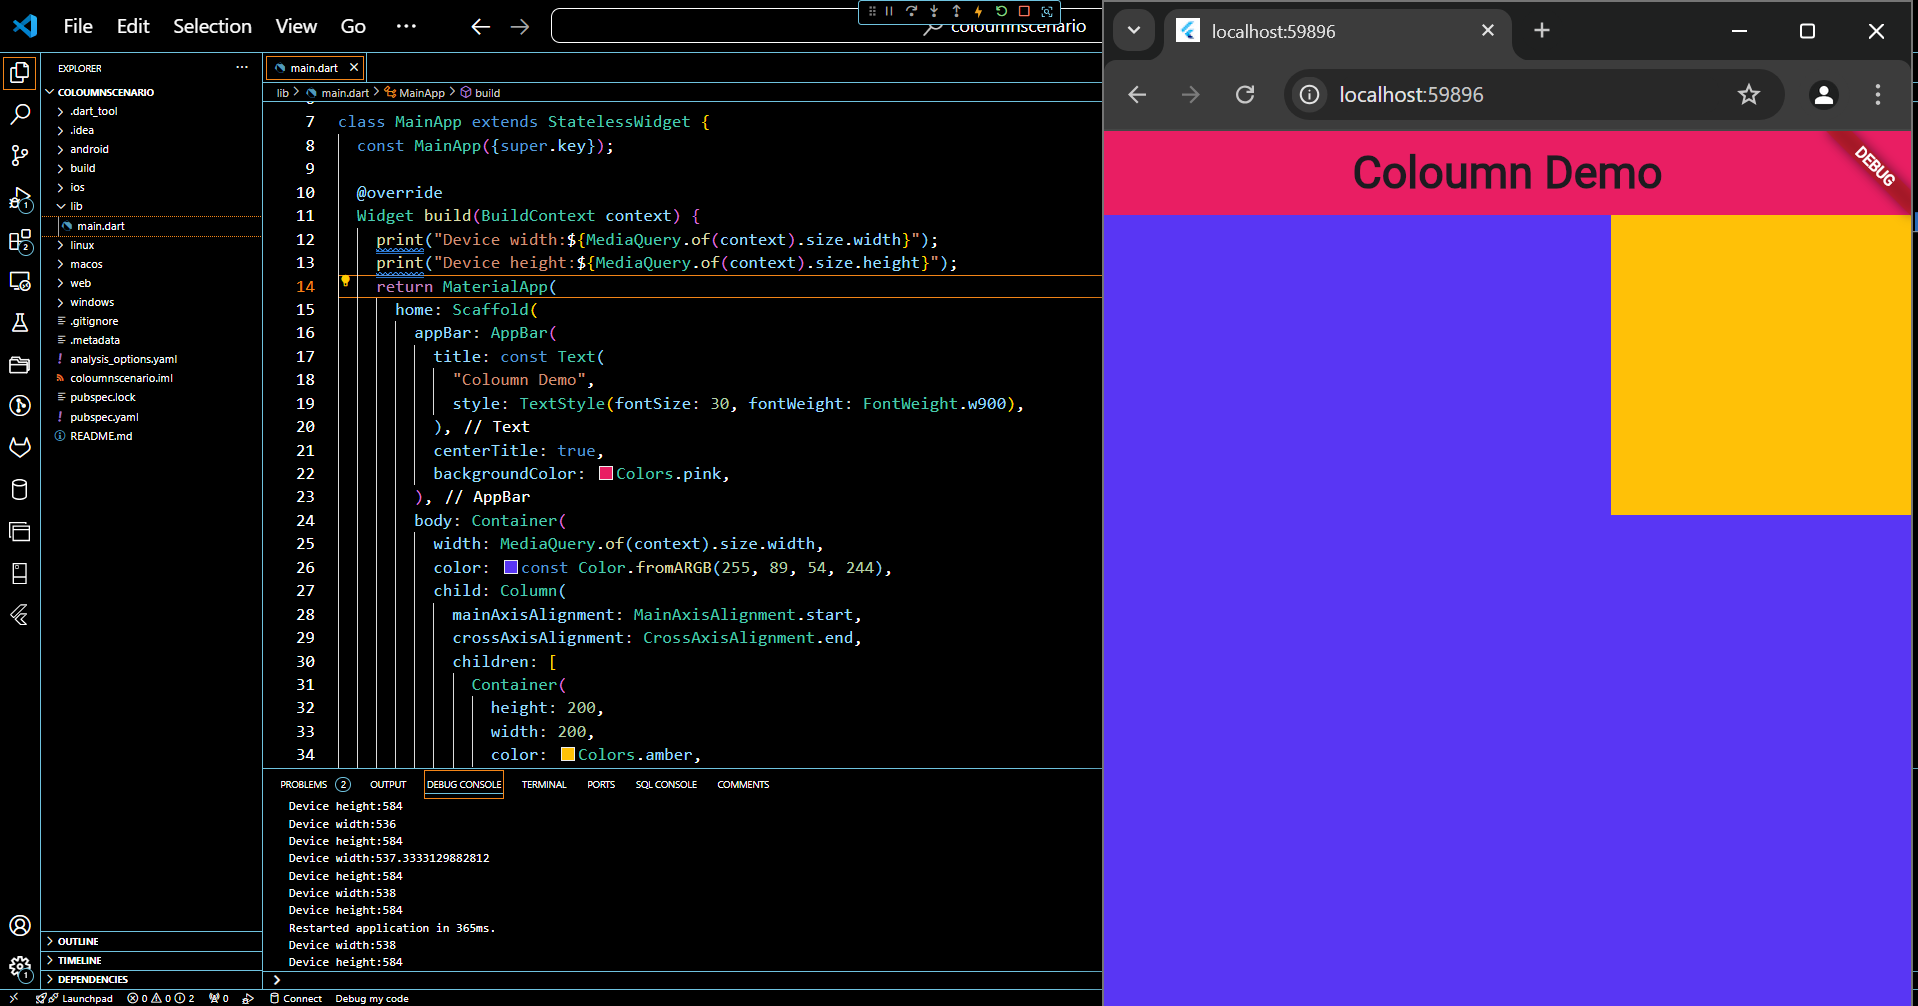 File Edit Selection View Go ···
coloumnscenario
EXPLORER ···
COLOUMNSCENARIO
.dart_tool
.idea
android
build
ios
lib
main.dart
linux
macos
web
windows
.gitignore
.metadata
! analysis_options.yaml
coloumnscenario.iml
pubspec.lock
! pubspec.yaml
README.md
OUTLINE
TIMELINE
DEPENDENCIES
1
2
1
main.dart
lib > main.dart > MainApp > build
7 class MainApp extends StatelessWidget {
8 const MainApp({super.key});
9
10 @override
11 Widget build(BuildContext context) {
12 print("Device width:${MediaQuery.of(context).size.width}");
13 print("Device height:${MediaQuery.of(context).size.height}");
14 return MaterialApp(
15 home: Scaffold(
16 appBar: AppBar(
17 title: const Text(
18 "Coloumn Demo",
19 style: TextStyle(fontSize: 30, fontWeight: FontWeight.w900),
20 ), // Text
21 centerTitle: true,
22 backgroundColor: Colors.pink,
23 ), // AppBar
24 body: Container(
25 width: MediaQuery.of(context).size.width,
26 color: const Color.fromARGB(255, 89, 54, 244),
27 child: Column(
28 mainAxisAlignment: MainAxisAlignment.start,
29 crossAxisAlignment: CrossAxisAlignment.end,
30 children: [
31 Container(
32 height: 200,
33 width: 200,
34 color: Colors.amber,
PROBLEMS 2 OUTPUT DEBUG CONSOLE TERMINAL PORTS SQL CONSOLE COMMENTS
Device height:584
Device width:536
Device height:584
Device width:537.3333129882812
Device height:584
Device width:538
Device height:584
Restarted application in 365ms.
Device width:538
Device height:584
Launchpad 0 0 2 0 Connect Debug my code
localhost:59896
localhost:59896
Coloumn Demo
DEBUG